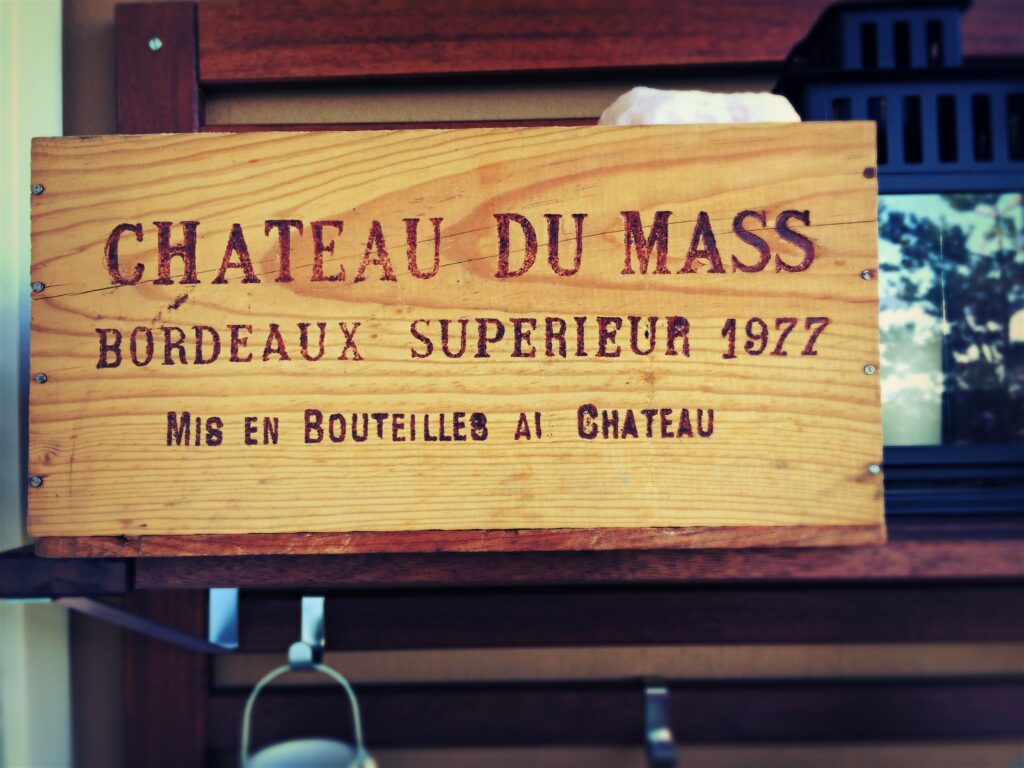 CHATEAU DU MASS
BORDEAUX SUPERIEUR 1977
MIS EN BOUTEILLES AI CHATEAU